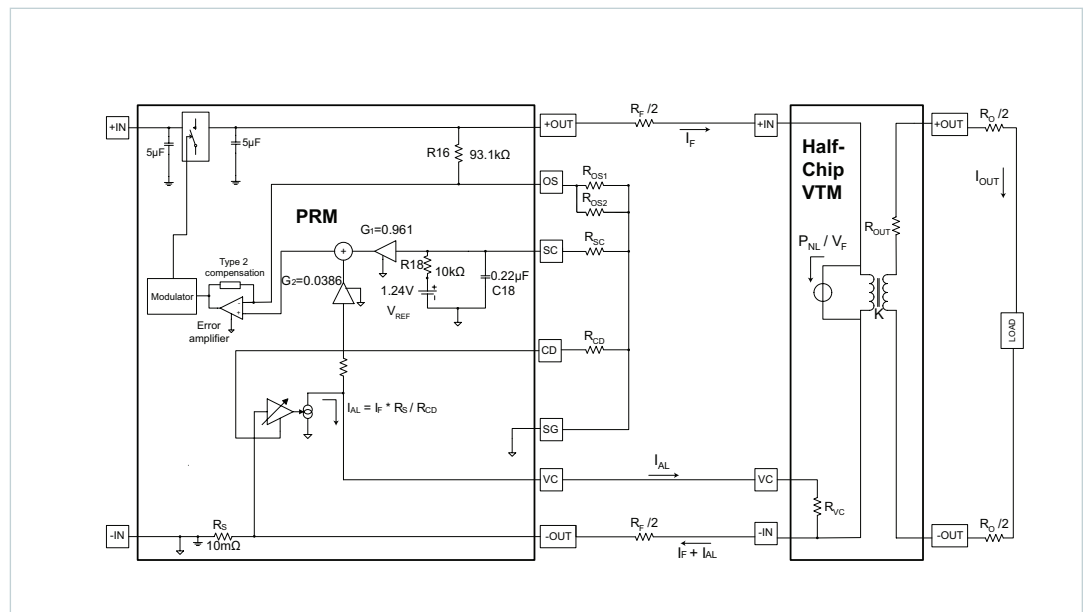 +IN
5µF
5µF
R16
93.1kΩ
PRM
G1=0.961
+
R18
10kΩ
0.22µF
C18
1.24V
+
-
VREF
G2=0.0386
Type 2
compensation
Modulator
-
+
Error
amplifier
IAL = IF * RS / RCD
RS
10mΩ
-IN
+OUT
OS
SC
CD
SG
VC
-OUT
RF/2
IF
ROS1
ROS2
RSC
RCD
IAL
RF/2
IF + IAL
+IN
VC
-IN
Half-
Chip
VTM
ROUT
PNL / VF
K
RVC
+OUT
-OUT
RO/2
IOUT
LOAD
RO/2